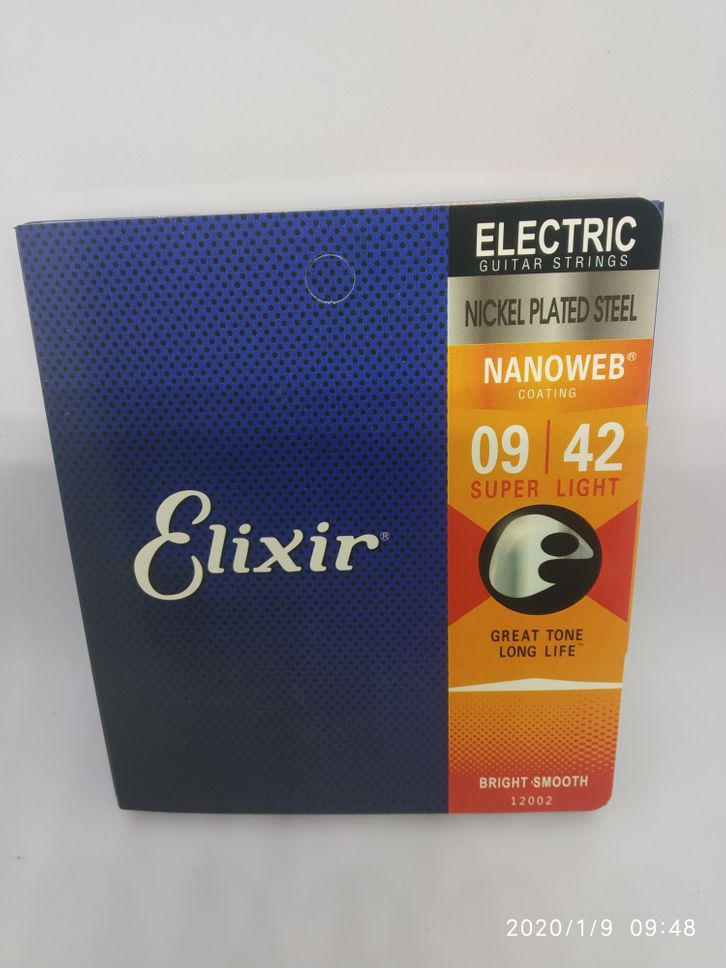 ELECTRIC
GUITAR STRINGS
NICKEL PLATED STEEL
NANOWEB®
COATING
09 | 42
SUPER LIGHT
Elixir®
GREAT TONE
LONG LIFE™
BRIGHT·SMOOTH
12002
2020/1/9 09:48